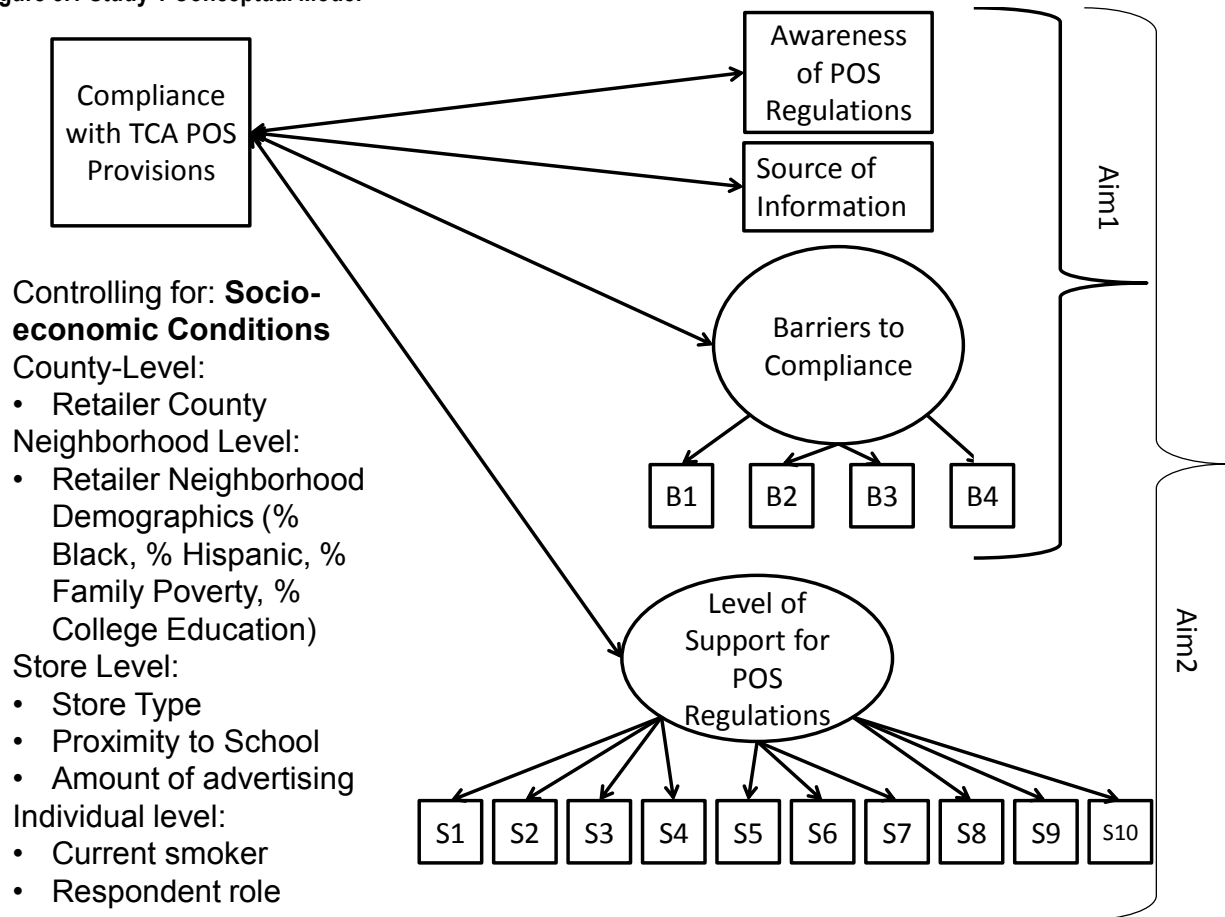 Compliance
with TCA POS
Provisions
Awareness
of POS
Regulations
Source of
Information
Barriers to
Compliance
B1
B2
B3
B4
Level of
Support for
POS
Regulations
S1
S2
S3
S4
S5
S6
S7
S8
S9
S10
Aim1
Aim2
Controlling for: Socio-
economic Conditions
County-Level:
• Retailer County
Neighborhood Level:
• Retailer Neighborhood
Demographics (%
Black, % Hispanic, %
Family Poverty, %
College Education)
Store Level:
• Store Type
• Proximity to School
• Amount of advertising
Individual level:
• Current smoker
• Respondent role